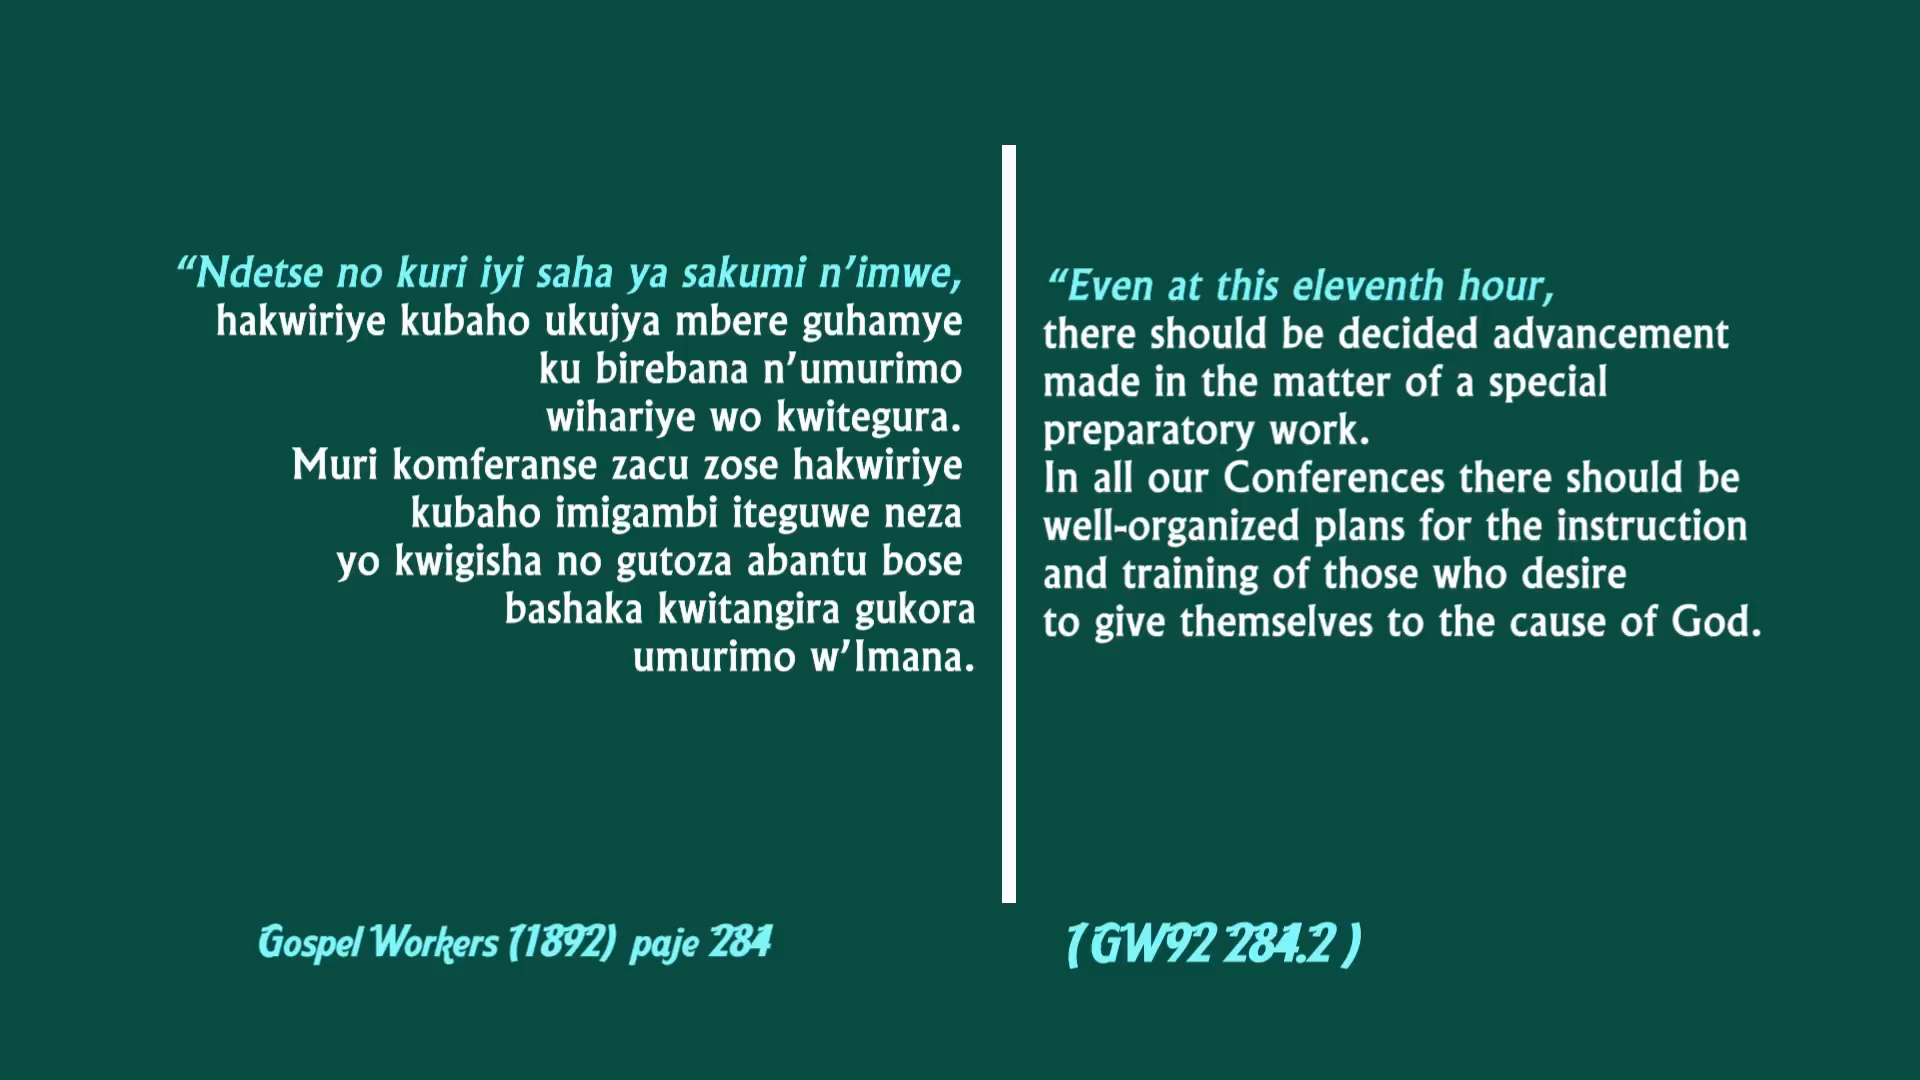 “Ndetse no kuri iyi saha ya sakumi n’imwe,
hakwiriye kubaho ukujya mbere guhamye
ku birebana n’umurimo
wihariye wo kwitegura.
Muri komferanse zacu zose hakwiriye
kubaho imigambi iteguwe neza
yo kwigisha no gutoza abantu bose
bashaka kwitangira gukora
umurimo w’Imana.
Gospel Workers (1892) paje 284
“Even at this eleventh hour,
there should be decided advancement
made in the matter of a special
preparatory work.
In all our Conferences there should be
well-organized plans for the instruction
and training of those who desire
to give themselves to the cause of God.
( GW92 284.2 )